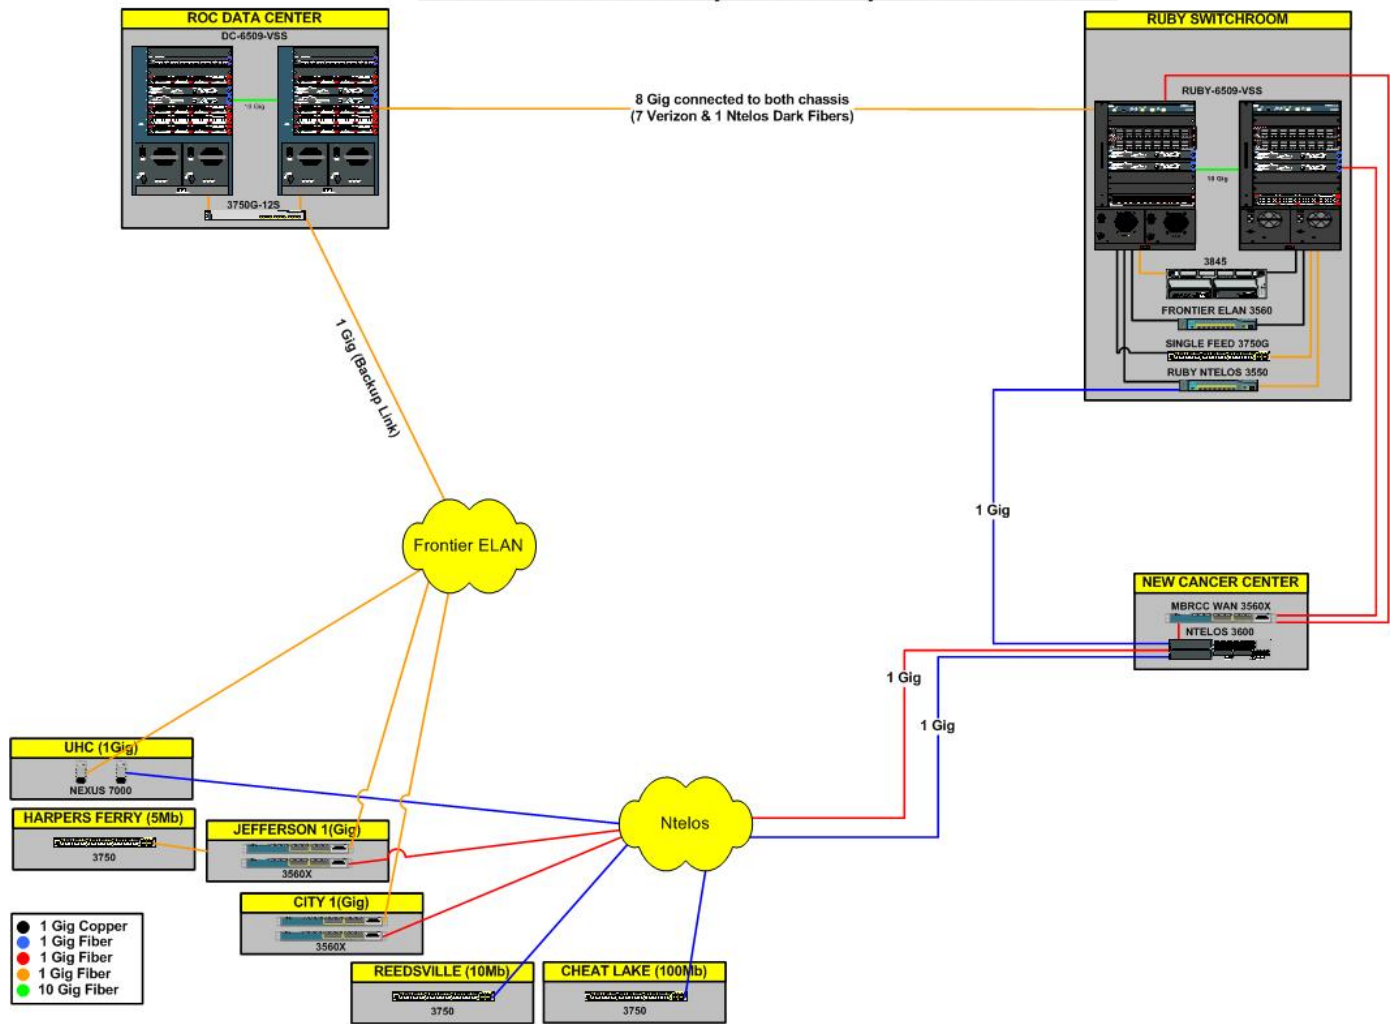 ROC DATA CENTER
DC-6509-VSS
10 Gig
3750G-12S
8 Gig connected to both chassis
(7 Verizon & 1 Ntelos Dark Fibers)
RUBY SWITCHROOM
RUBY-6509-VSS
10 Gig
3845
FRONTIER ELAN 3560
SINGLE FEED 3750G
RUBY NTELOS 3550
1 Gig (Backup Link)
Frontier ELAN
1 Gig
NEW CANCER CENTER
MBRCC WAN 3560X
NTELOS 3600
1 Gig
1 Gig
UHC (1Gig)
NEXUS 7000
HARPERS FERRY (5Mb)
3750
JEFFERSON 1(Gig)
3560X
Ntelos
CITY 1(Gig)
3560X
REEDSVILLE (10Mb)
3750
CHEAT LAKE (100Mb)
3750
1 Gig Copper
1 Gig Fiber
1 Gig Fiber
1 Gig Fiber
10 Gig Fiber